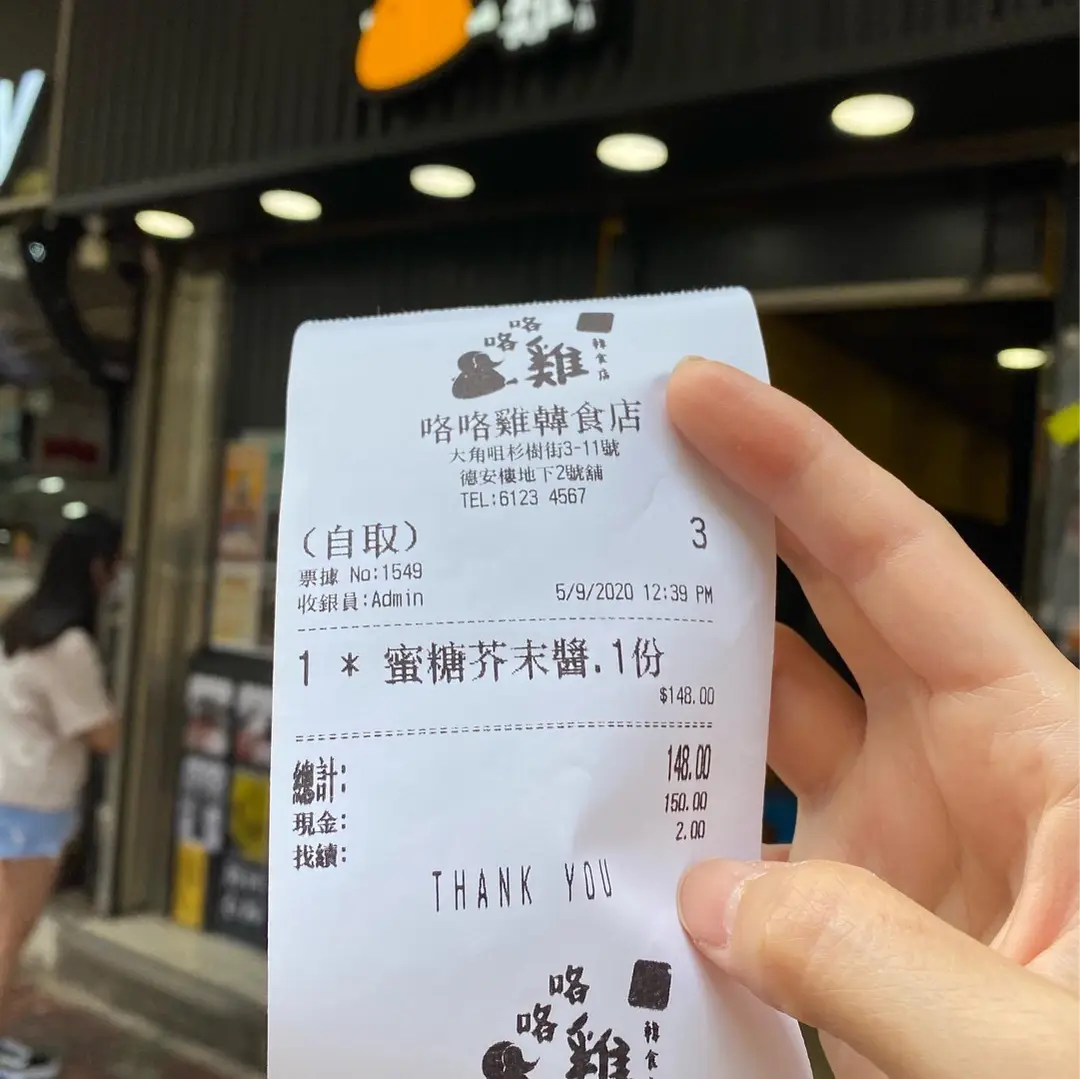 咯咯雞韓食店
咯咯雞韓食店
大角咀杉樹街3-11號
德安樓地下2號舖
TEL:6123 4567
(自取) 3
票據 No:1549
收銀員:Admin 5/9/2020 12:39 PM
1 * 蜜糖芥末醬.1份
$148.00
總計: 148.00
現金: 150.00
找續: 2.00
THANK YOU
咯咯雞韓食